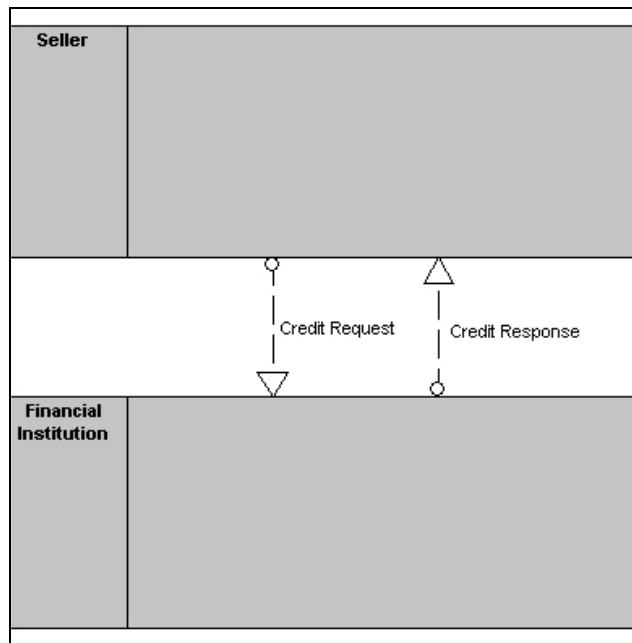 Seller
Credit Request
Credit Response
Financial
Institution